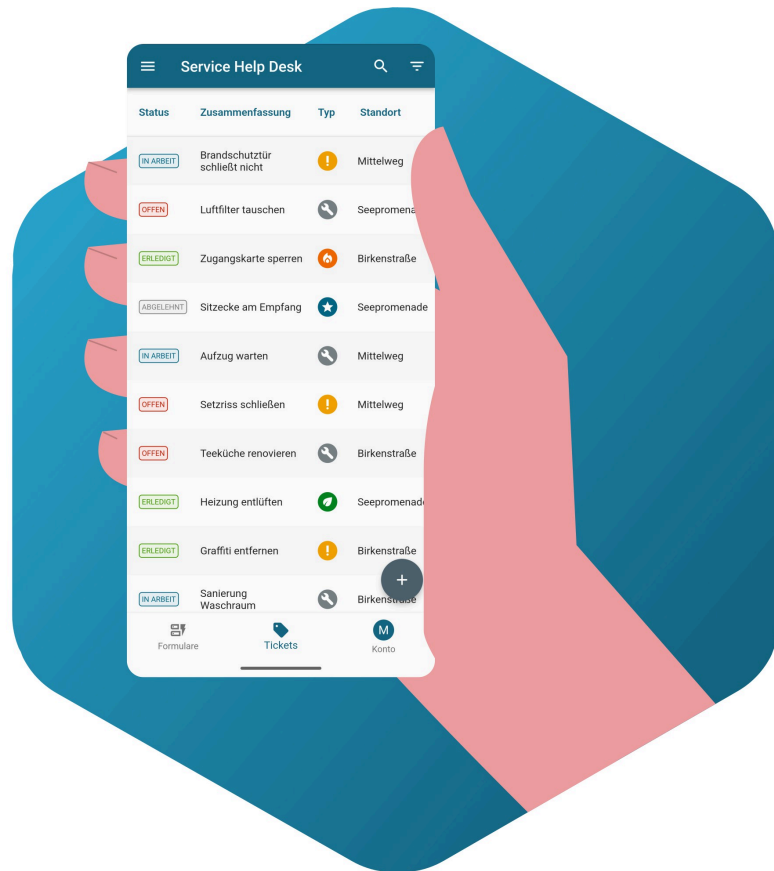 Service Help Desk
Status Zusammenfassung Typ Standort
IN ARBEIT Brandschutztür schließt nicht Mittelweg
OFFEN Luftfilter tauschen
ERLEDIGT Zugangskarte sperren Birkenstraße
ABGELEHNT Sitzecke am Empfang Seepromenade
IN ARBEIT Aufzug warten Mittelweg
OFFEN Setzriss schließen Mittelweg
OFFEN Teeküche renovieren Birkenstraße
ERLEDIGT Heizung entlüften Seepromenade
ERLEDIGT Graffiti entfernen Birkenstraße
IN ARBEIT Sanierung Waschraum Birkenstraße
Formulare Tickets M Konto